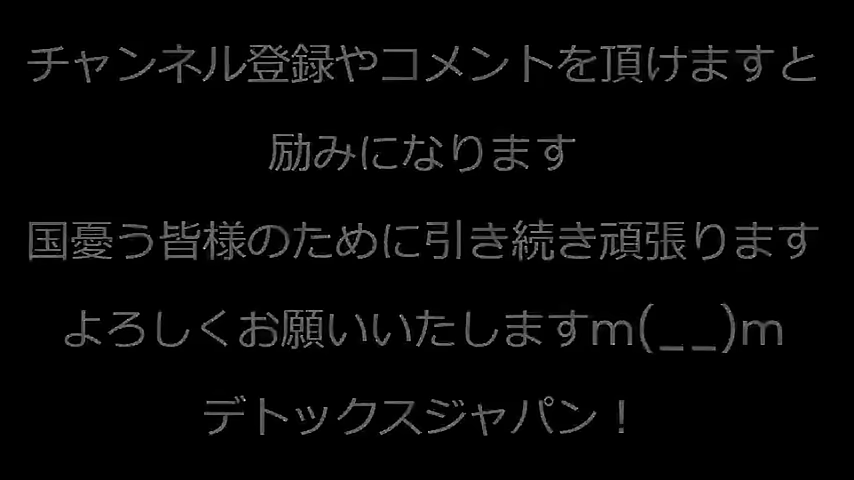 チャンネル登録やコメントを頂けますと
励みになります
国憂う皆様のために引き続き頑張ります
よろしくお願いいたしますm(__)m
デトックスジャパン！